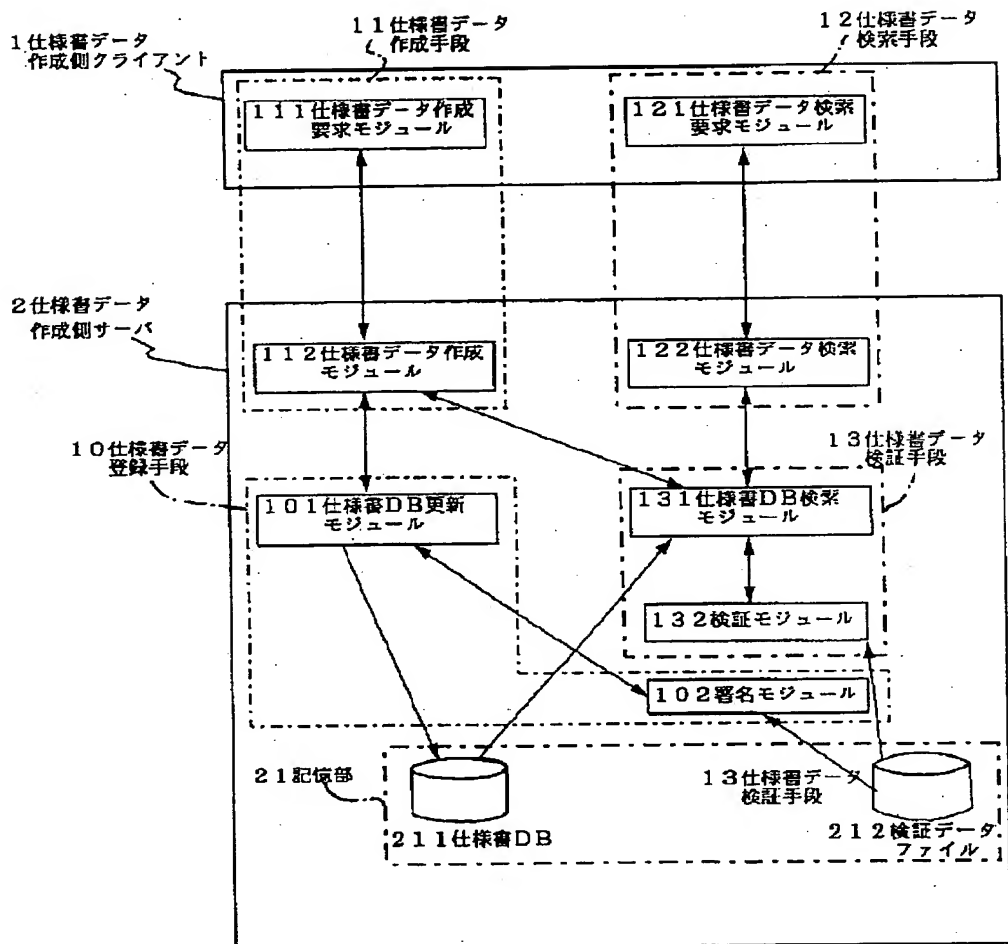 1仕様書データ
作成側クライアント
11仕様書データ
作成手段
12仕様書データ
検索手段
111仕様書データ作成
要求モジュール
121仕様書データ検索
要求モジュール
2仕様書データ
作成側サーバ
112仕様書データ作成
モジュール
122仕様書データ検索
モジュール
10仕様書データ
登録手段
13仕様書データ
検証手段
101仕様書DB更新
モジュール
131仕様書DB検索
モジュール
132検証モジュール
102署名モジュール
21記憶部
13仕様書データ
検証手段
211仕様書DB
212検証データ
ファイル